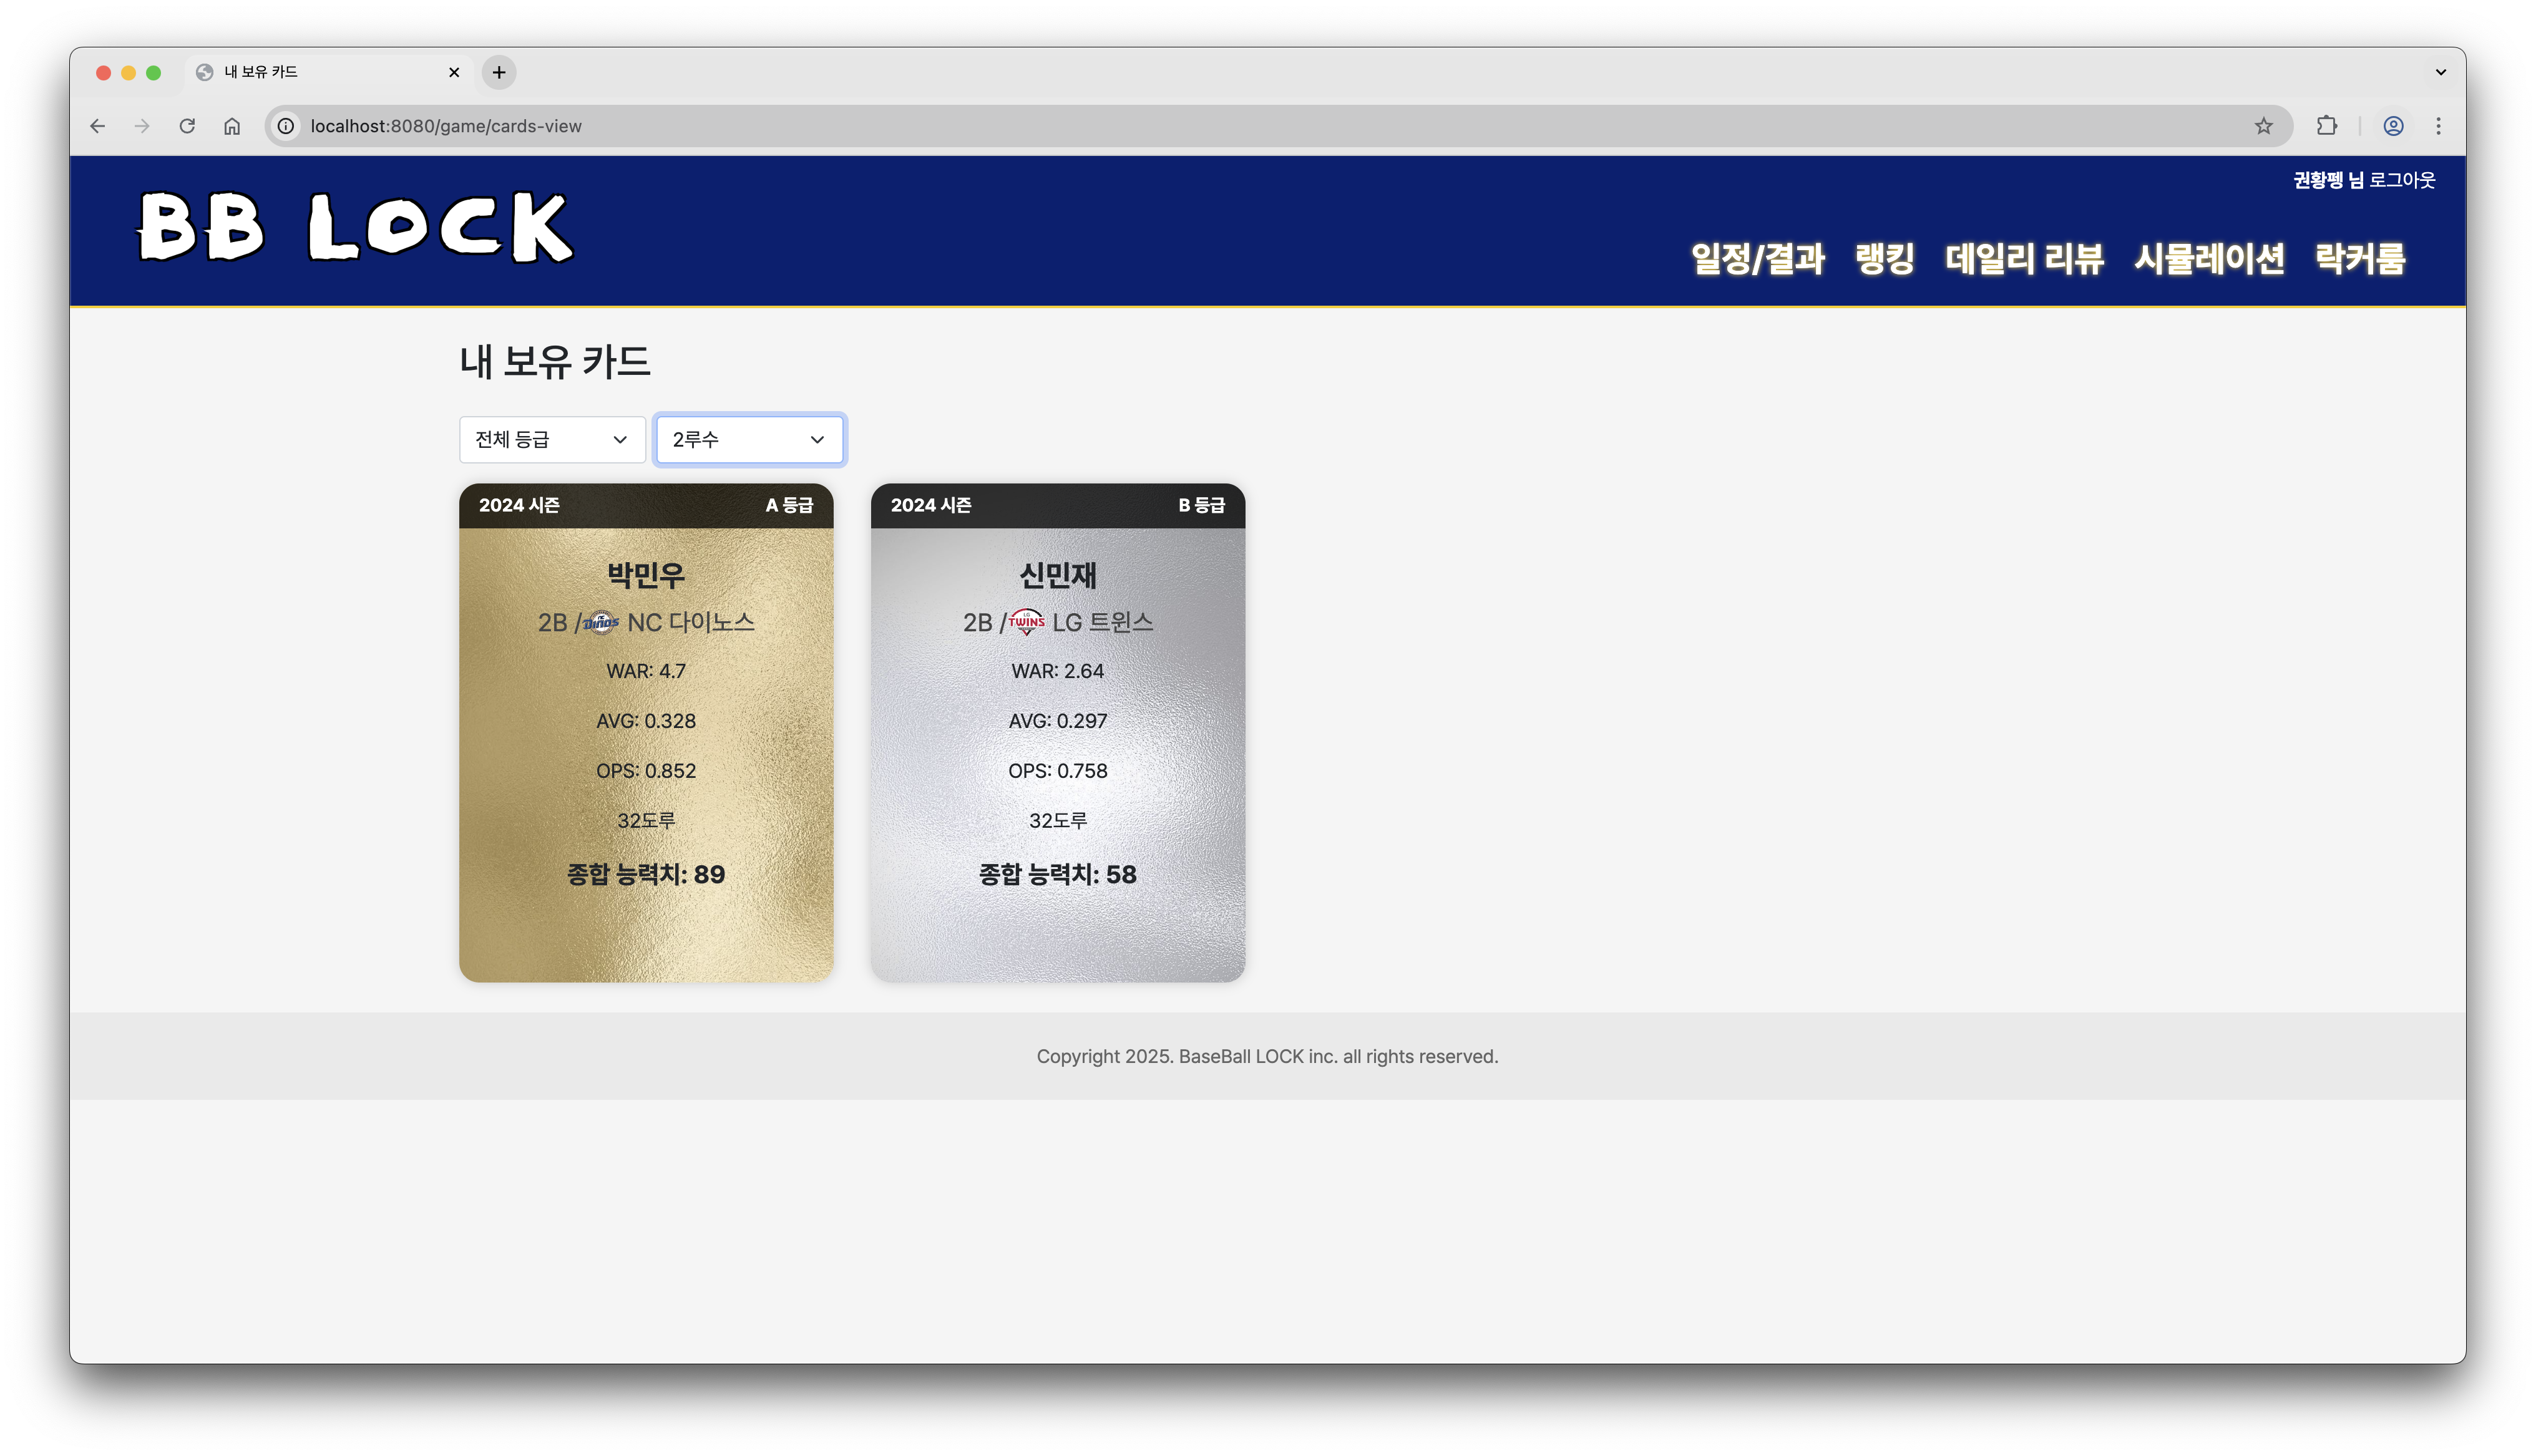 내 보유 카드
localhost:8080/game/cards-view
BB LOCK
권황펭 님 로그아웃
일정/결과 랭킹 데일리 리뷰 시뮬레이션 락커룸
내 보유 카드
전체 등급 2루수
2024 시즌 A 등급
박민우
2B / Dinos NC 다이노스
WAR: 4.7
AVG: 0.328
OPS: 0.852
32도루
종합 능력치: 89
2024 시즌 B 등급
신민재
2B / LG TWINS LG 트윈스
WAR: 2.64
AVG: 0.297
OPS: 0.758
32도루
종합 능력치: 58
Copyright 2025. BaseBall LOCK inc. all rights reserved.